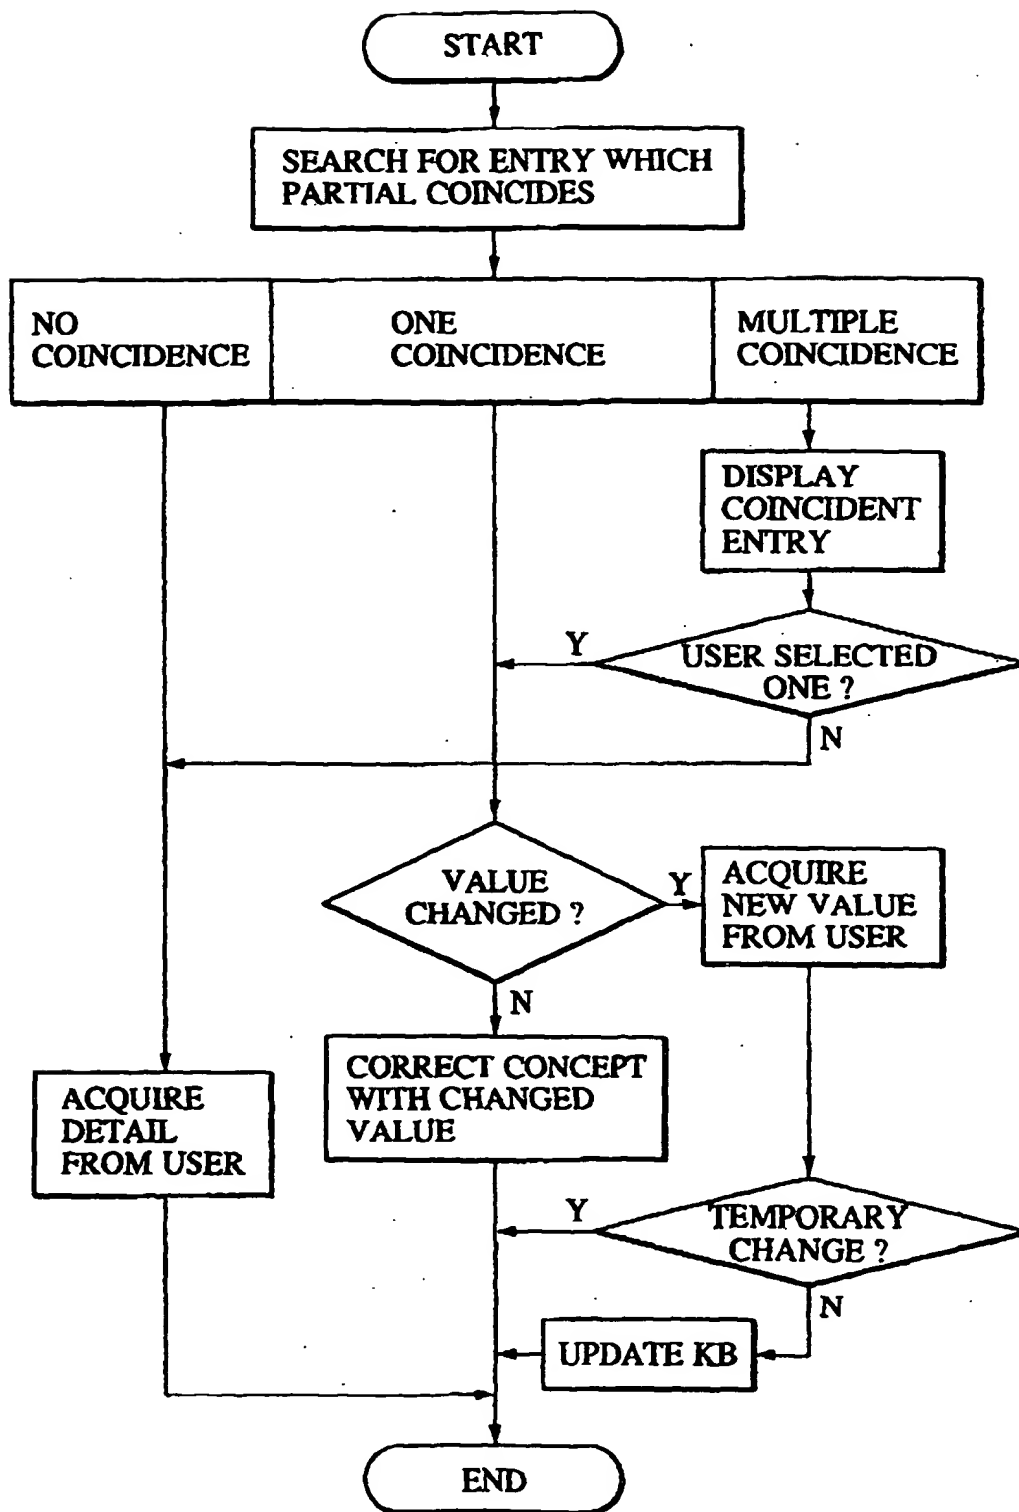 START
SEARCH FOR ENTRY WHICH
PARTIAL COINCIDES
NO
COINCIDENCE
ONE
COINCIDENCE
MULTIPLE
COINCIDENCE
DISPLAY
COINCIDENT
ENTRY
Y
USER SELECTED
ONE ?
N
VALUE
CHANGED ?
Y
ACQUIRE
NEW VALUE
FROM USER
N
CORRECT CONCEPT
WITH CHANGED
VALUE
ACQUIRE
DETAIL
FROM USER
Y
TEMPORARY
CHANGE ?
N
UPDATE KB
END